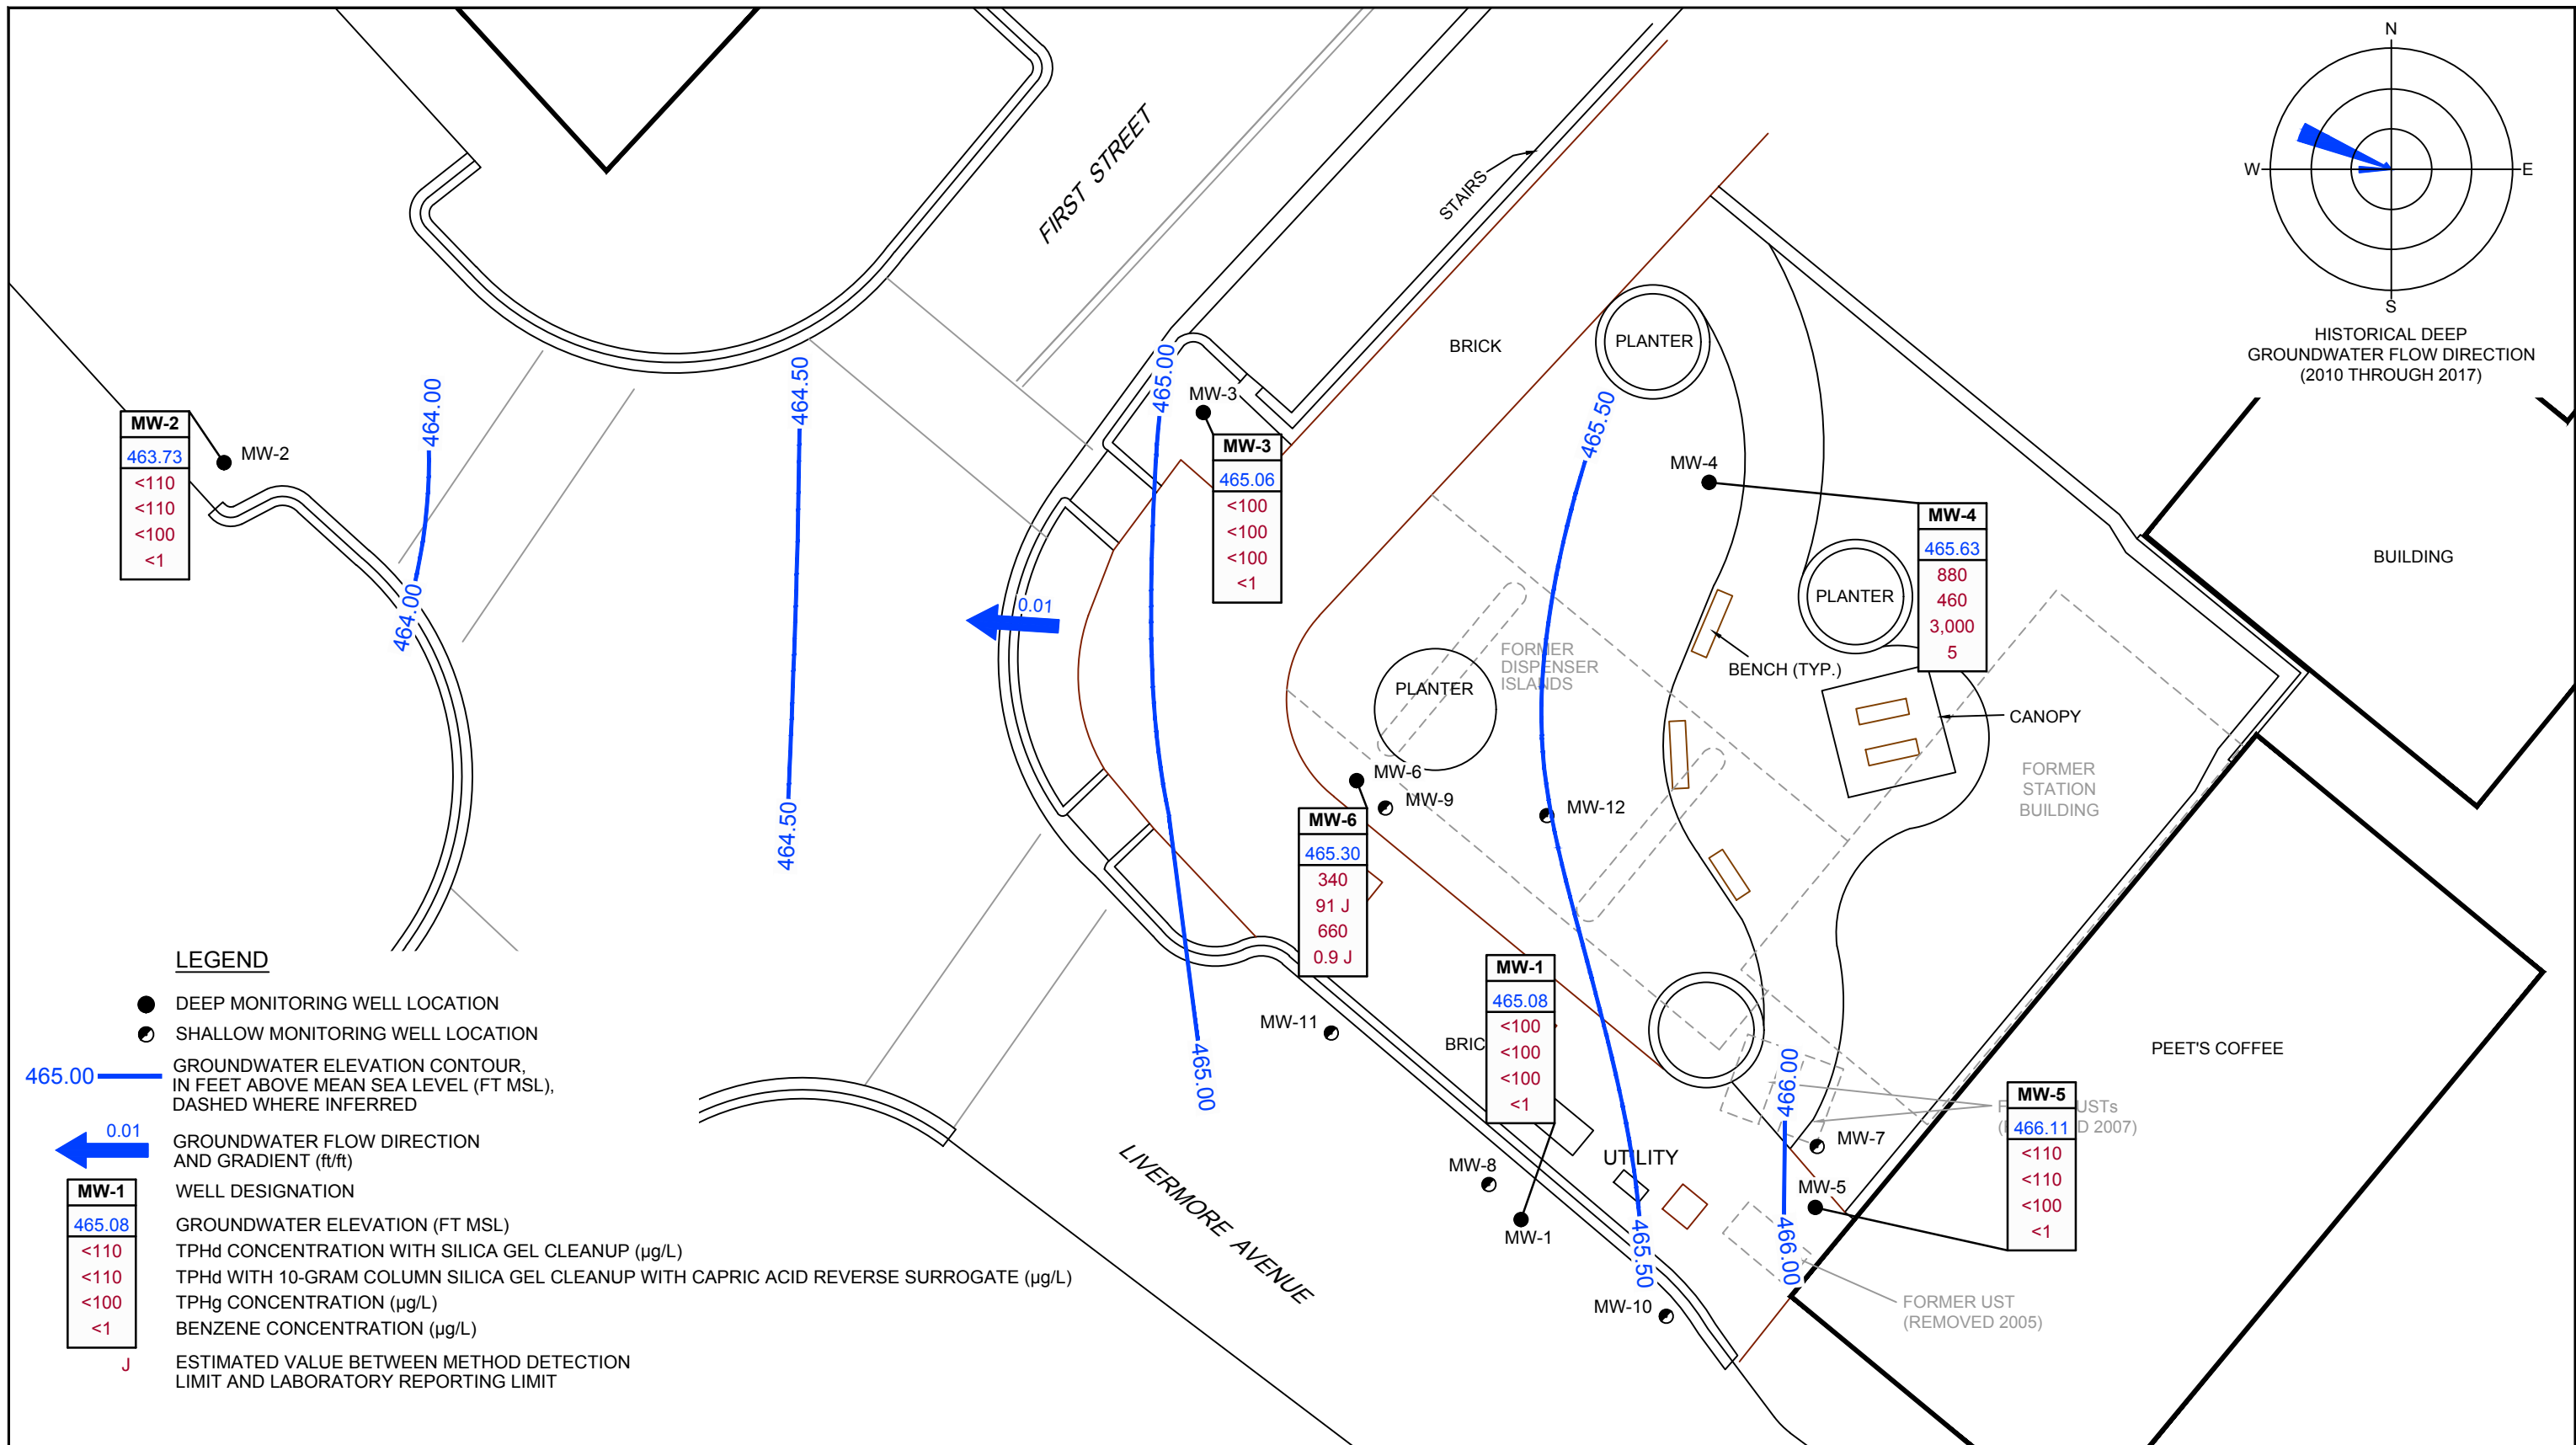 N
W
E
S
HISTORICAL DEEP
GROUNDWATER FLOW DIRECTION
(2010 THROUGH 2017)
FIRST STREET
STAIRS
BRICK
PLANTER
464.00
464.50
465.00
465.50
MW-2
463.73
<110
<110
<100
<1
MW-2
MW-3
MW-3
465.06
<100
<100
<100
<1
MW-4
MW-4
465.63
880
460
3,000
5
BUILDING
PLANTER
464.00
0.01
FORMER
DISPENSER
ISLANDS
PLANTER
BENCH (TYP.)
CANOPY
FORMER
STATION
BUILDING
464.50
MW-6
MW-9
MW-12
MW-6
465.30
340
91 J
660
0.9 J
MW-1
465.08
<100
<100
<100
<1
MW-11
BRIC
465.00
466.00
PEET'S COFFEE
USTs
D 2007)
MW-5
466.11
<110
<110
<100
<1
MW-7
UTILITY
MW-8
MW-5
MW-1
465.50
466.00
MW-10
FORMER UST
(REMOVED 2005)
LIVERMORE AVENUE
LEGEND
DEEP MONITORING WELL LOCATION
SHALLOW MONITORING WELL LOCATION
465.00
GROUNDWATER ELEVATION CONTOUR,
IN FEET ABOVE MEAN SEA LEVEL (FT MSL),
DASHED WHERE INFERRED
0.01
GROUNDWATER FLOW DIRECTION
AND GRADIENT (ft/ft)
MW-1 WELL DESIGNATION
465.08 GROUNDWATER ELEVATION (FT MSL)
<110 TPHd CONCENTRATION WITH SILICA GEL CLEANUP (µg/L)
<110 TPHd WITH 10-GRAM COLUMN SILICA GEL CLEANUP WITH CAPRIC ACID REVERSE SURROGATE (µg/L)
<100 TPHg CONCENTRATION (µg/L)
<1 BENZENE CONCENTRATION (µg/L)
J ESTIMATED VALUE BETWEEN METHOD DETECTION
LIMIT AND LABORATORY REPORTING LIMIT